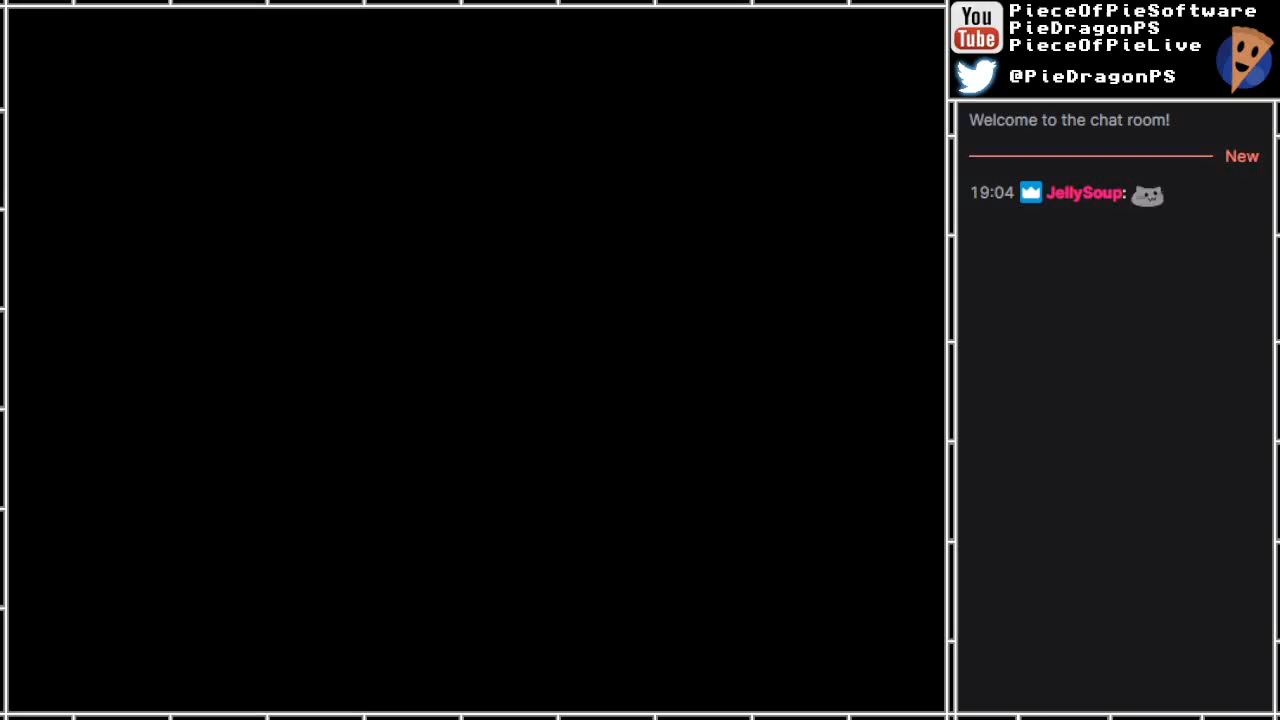 You
Tube
PieceOfPieSoftware
PieDragonPS
PieceOfPieLive
@PieDragonPS
Welcome to the chat room!
New
19:04 JellySoup: